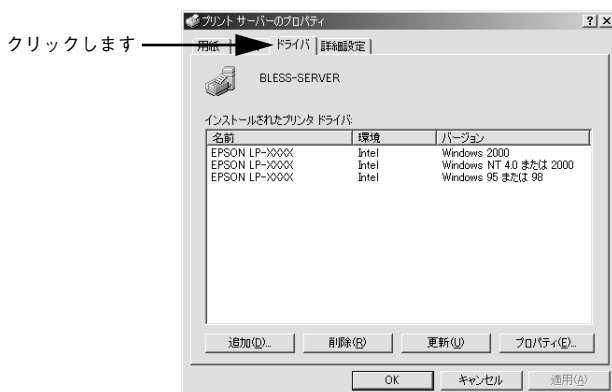 プリント サーバーのプロパティ
クリックします
用紙
ドライバ
詳細設定
BLESS-SERVER
インストールされたプリンタ ドライバ:
名前 環境 バージョン
EPSON LP-XXXX Intel Windows 2000
EPSON LP-XXXX Intel Windows NT 4.0 または 2000
EPSON LP-XXXX Intel Windows 95 または 98
追加(D)... 削除(R) 更新(U) プロパティ(E)...
OK キャンセル 適用(A)